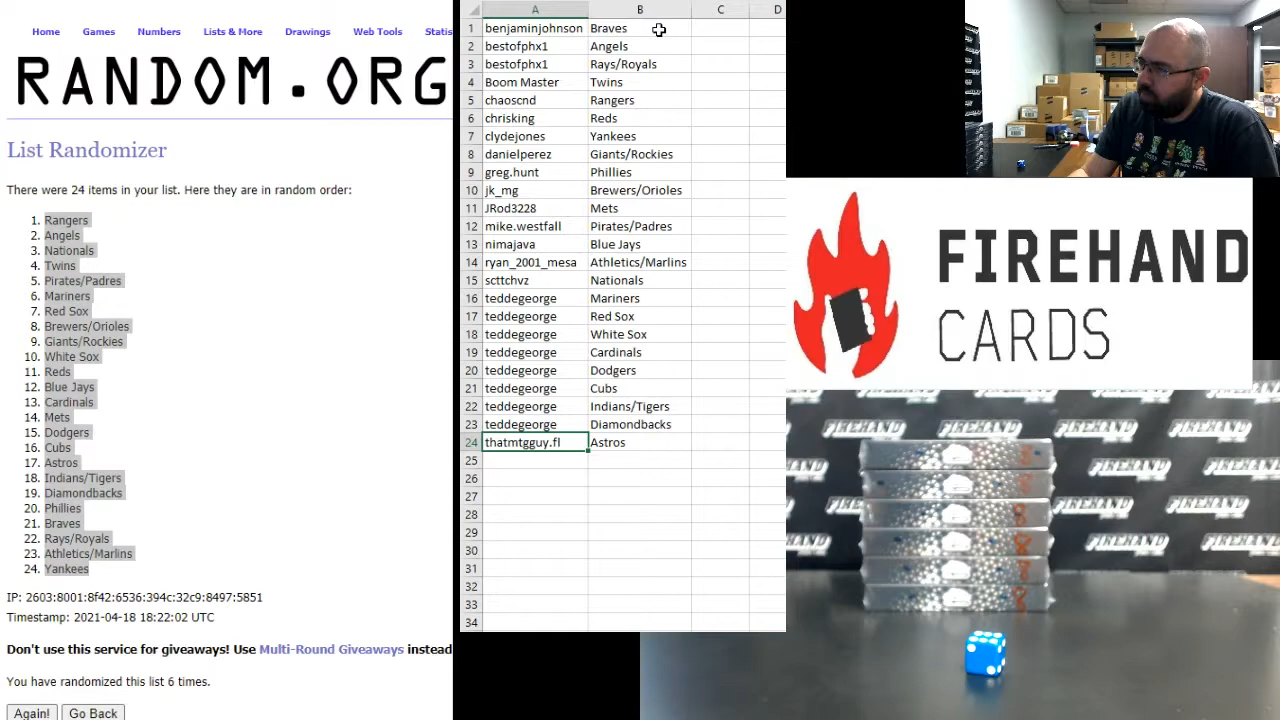 Home Games Numbers Lists & More Drawings Web Tools Statis
RANDOM.ORG
List Randomizer
There were 24 items in your list. Here they are in random order:
1. Rangers
2. Angels
3. Nationals
4. Twins
5. Pirates/Padres
6. Mariners
7. Red Sox
8. Brewers/Orioles
9. Giants/Rockies
10. White Sox
11. Reds
12. Blue Jays
13. Cardinals
14. Mets
15. Dodgers
16. Cubs
17. Astros
18. Indians/Tigers
19. Diamondbacks
20. Phillies
21. Braves
22. Rays/Royals
23. Athletics/Marlins
24. Yankees
IP: 2603:8001:8f42:6536:394c:32c9:8497:5851
Timestamp: 2021-04-18 18:22:02 UTC
Don't use this service for giveaways! Use Multi-Round Giveaways instead
You have randomized this list 6 times.
Again! Go Back
A B C D
1 benjaminjohnson Braves
2 bestofphx1 Angels
3 bestofphx1 Rays/Royals
4 Boom Master Twins
5 chaoscnd Rangers
6 chrisking Reds
7 clydejones Yankees
8 danielperez Giants/Rockies
9 greg.hunt Phillies
10 jk_mg Brewers/Orioles
11 JRod3228 Mets
12 mike.westfall Pirates/Padres
13 nimajava Blue Jays
14 ryan_2001_mesa Athletics/Marlins
15 scttchvz Nationals
16 teddegeorge Mariners
17 teddegeorge Red Sox
18 teddegeorge White Sox
19 teddegeorge Cardinals
20 teddegeorge Dodgers
21 teddegeorge Cubs
22 teddegeorge Indians/Tigers
23 teddegeorge Diamondbacks
24 thatmtgguy.fl Astros
25
26
27
28
29
30
31
32
33
34
FIREHAND
CARDS